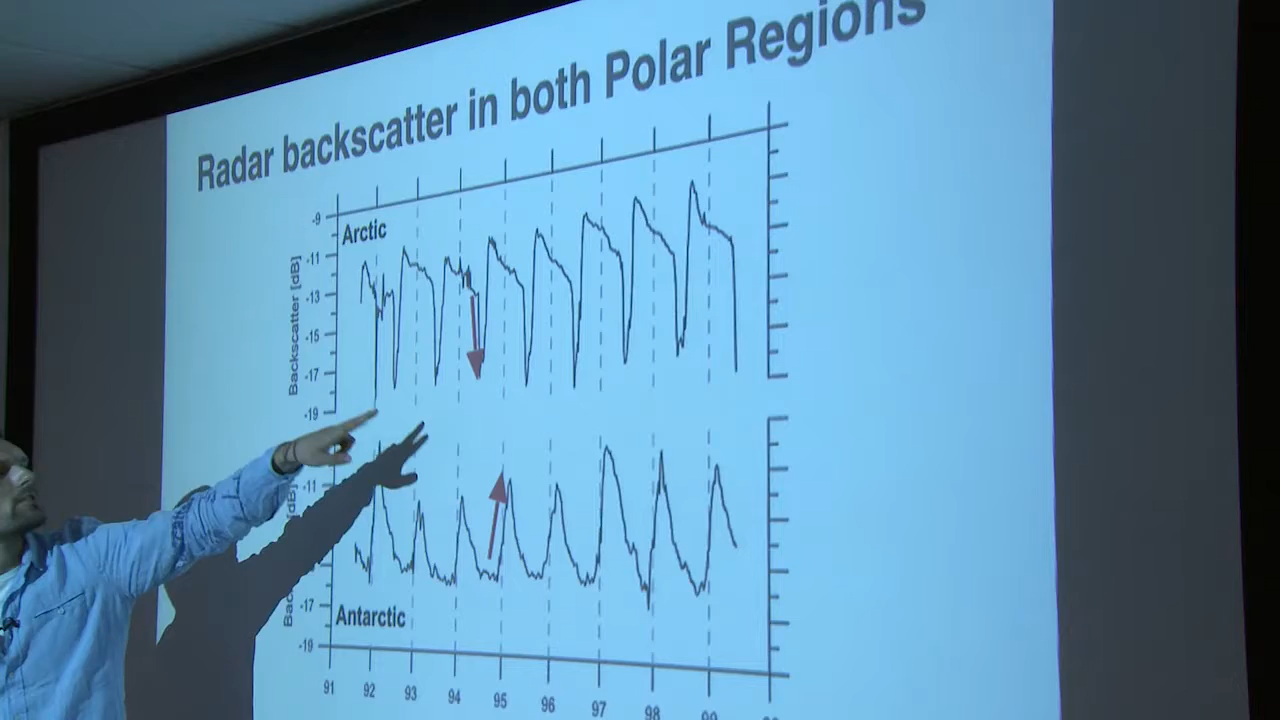 Radar backscatter in both Polar Regions
-9
Arctic
-11
-13
-15
-17
-19
Backscatter [dB]
-11
-17
Antarctic
-19
[dB]
91 92 93 94 95 96 97 98 99